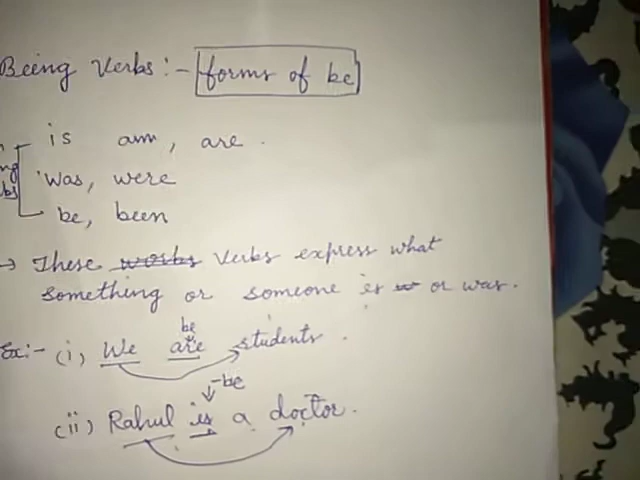 Being Verbs:- forms of be
is am, are.
was, were
be, been
→ These verbs express what
something or someone is or was.
Ex:- (i) We are students.
be
(ii) Rahul is a doctor.
-be